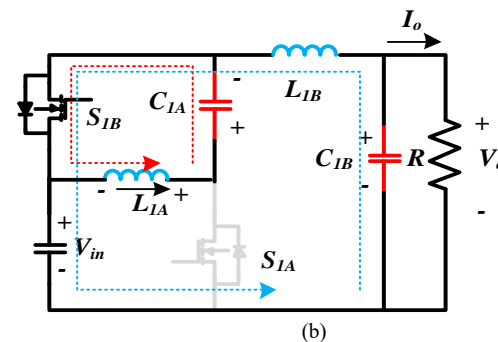 I_o
- L_1B
S_1B C_1A
+ + +
C_1B R V
- L_1A + - -
+
V_in
- S_1A
(b)